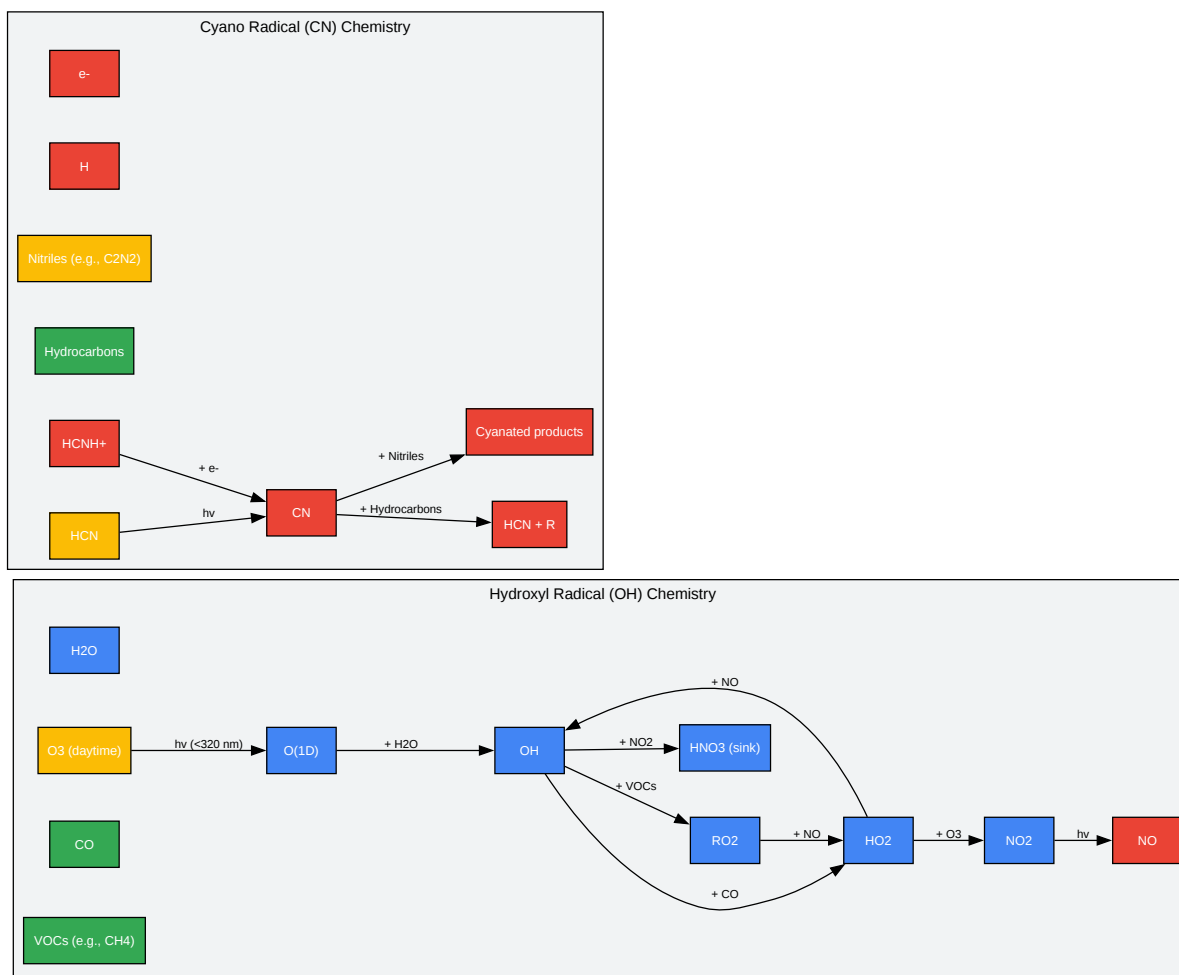 Cyano Radical (CN) Chemistry
e-
H
Nitriles (e.g., C2N2)
Hydrocarbons
HCNH+
+ e-
HCN
hv
CN
+ Nitriles
Cyanated products
+ Hydrocarbons
HCN + R
Hydroxyl Radical (OH) Chemistry
H2O
O3 (daytime)
hv (<320 nm)
O(1D)
+ H2O
OH
+ NO
+ NO2
HNO3 (sink)
+ VOCs
RO2
+ NO
HO2
+ O3
NO2
hv
NO
+ CO
CO
VOCs (e.g., CH4)